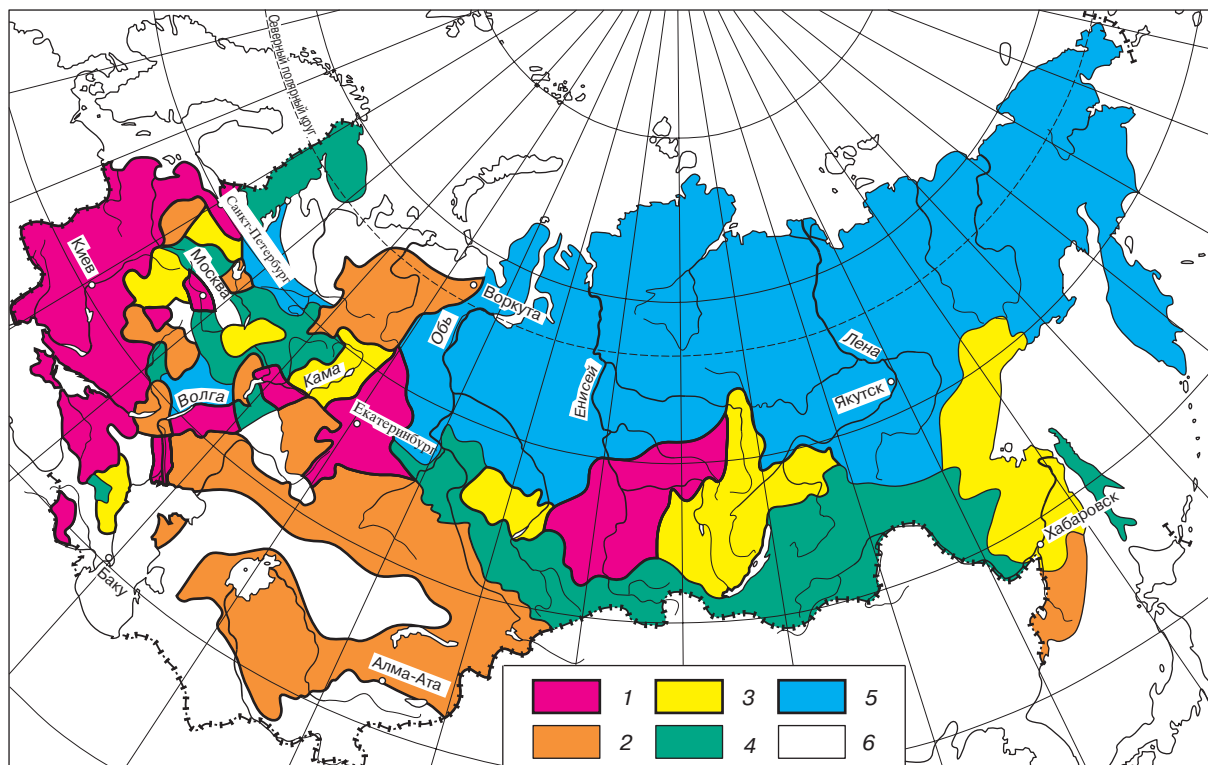 Северный полярный круг
Санкт-Петербург
Киев
Москва
Воркута
Обь
Лена
Енисей
Кама
Якутск
Волга
Екатеринбург
Хабаровск
Баку
Алма-Ата
1 3 5
2 4 6